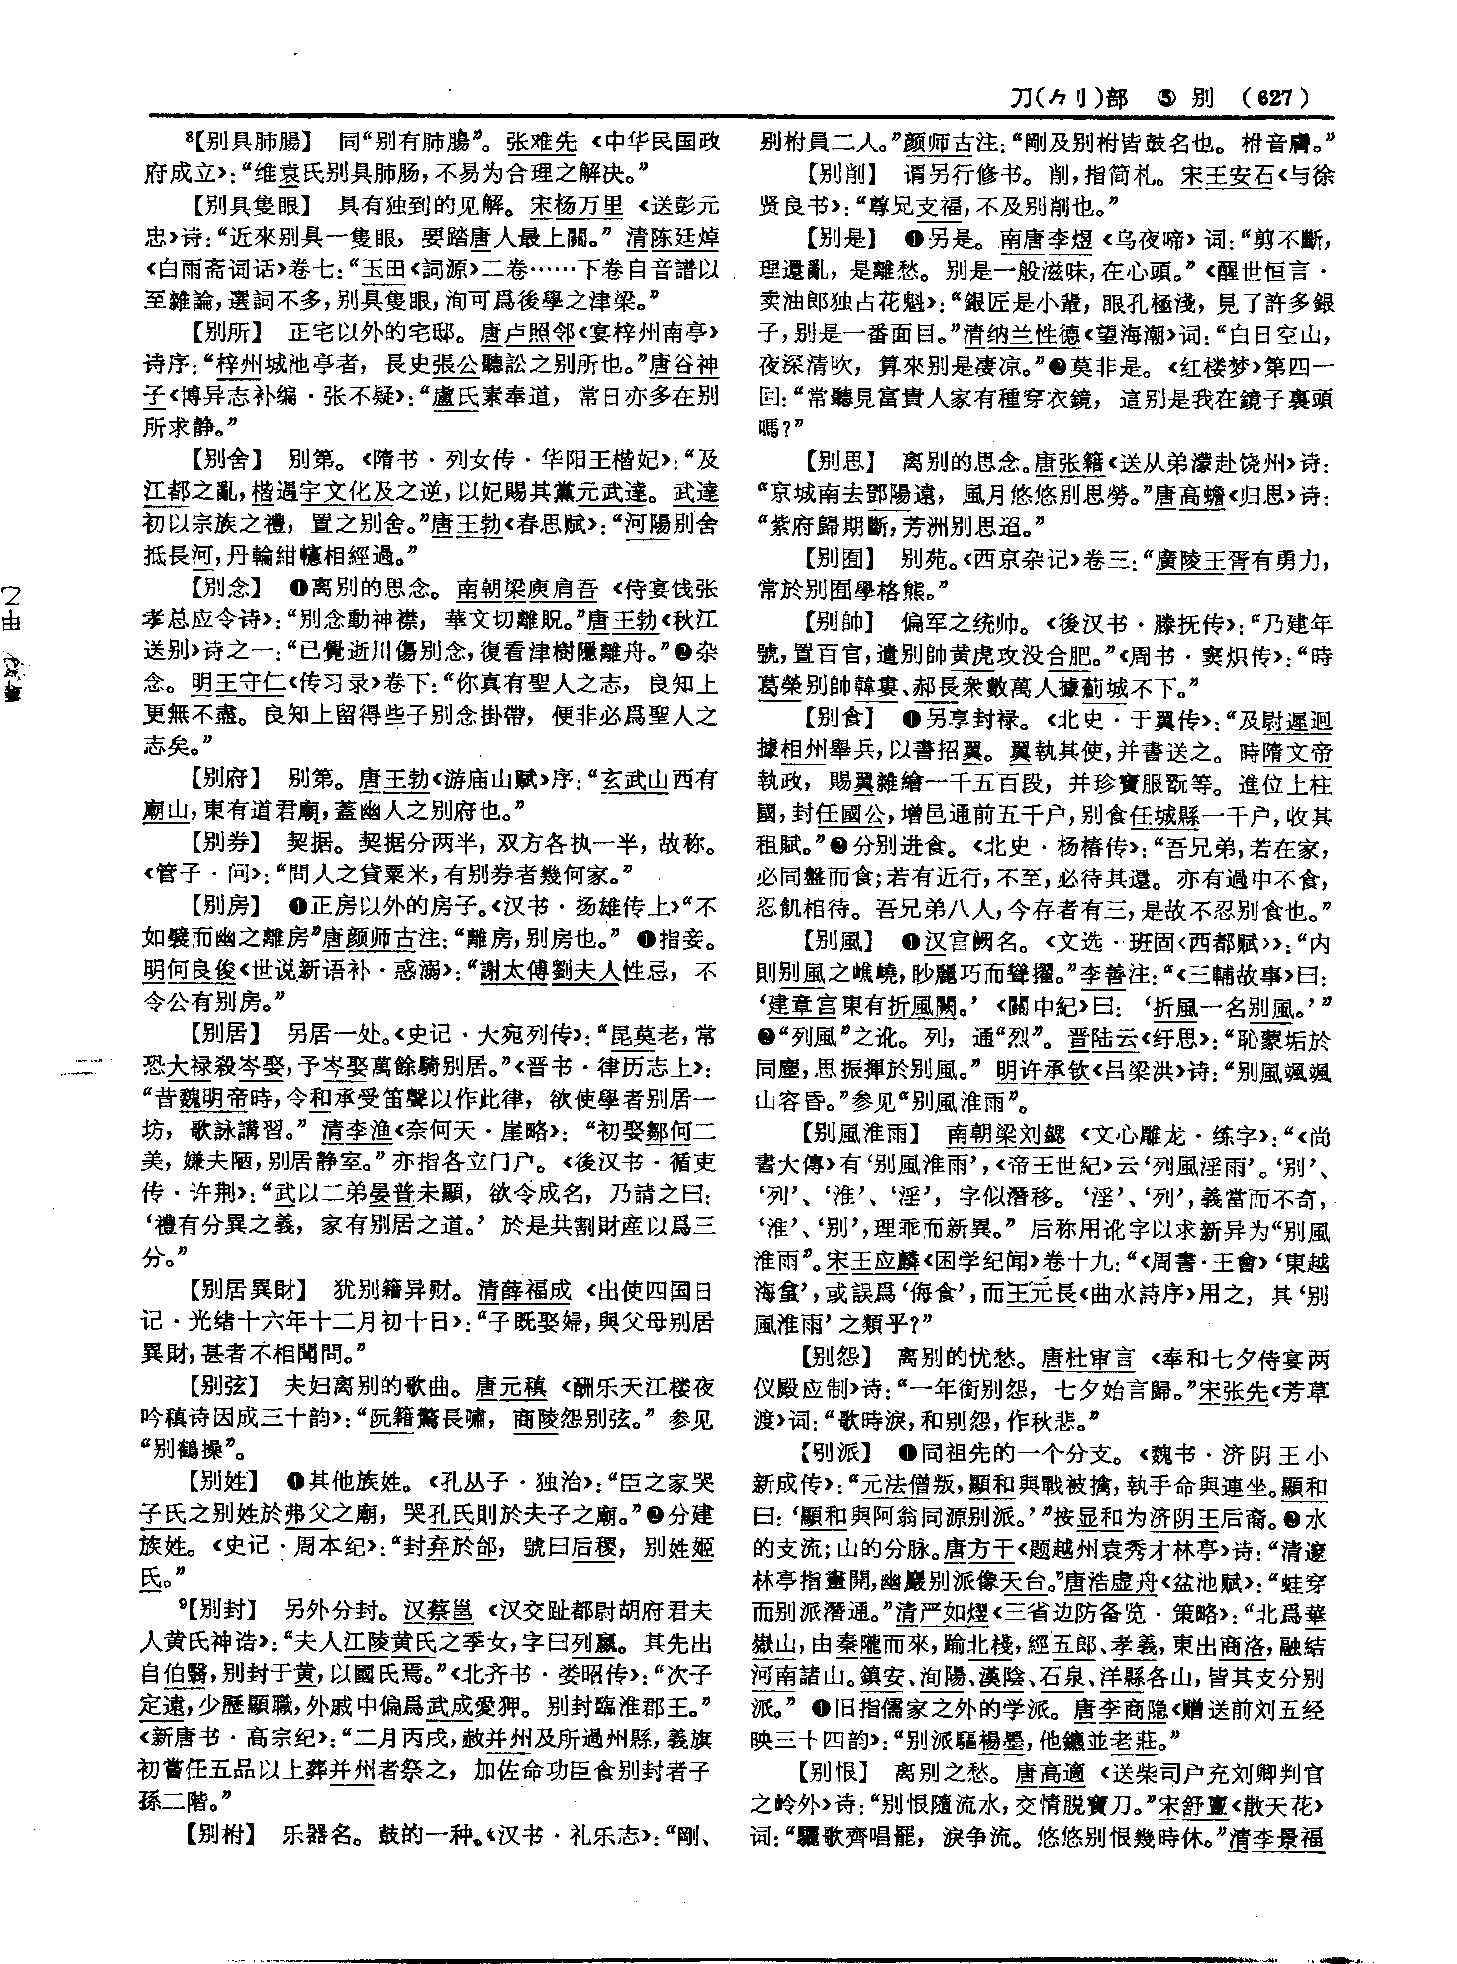 刀(⺈刂)部 ⑤ 别 (627)
⁸【别具肺腸】 同“别有肺腸”。张难先《中华民国政
府成立》：“维袁氏别具肺肠，不易为合理之解决。”
【别具隻眼】 具有独到的见解。宋杨万里《送彭元
忠》诗：“近來别具一隻眼，要踏唐人最上關。”清陈廷焯
《白雨斋词话》卷七：“玉田《詞源》二卷……下卷自音譜以
至雜論，選詞不多，别具隻眼，洵可爲後學之津梁。”
【别所】 正宅以外的宅邸。唐卢照邻《宴梓州南亭》
诗序：“梓州城池亭者，長史張公聽訟之别所也。”唐谷神
子《博异志补编·张不疑》：“盧氏素奉道，常日亦多在别
所求静。”
【别舍】 别第。《隋书·列女传·华阳王楷妃》：“及
江都之亂，楷遇宇文化及之逆，以妃賜其黨元武達。武達
初以宗族之禮，置之别舍。”唐王勃《春思赋》：“河陽别舍
抵長河，丹輪紺幰相經過。”
【别念】 ❶离别的思念。南朝梁庾肩吾《侍宴饯张
孝总应令诗》：“别念動神襟，華文切離貺。”唐王勃《秋江
送别》诗之一：“已覺逝川傷别念，復看津樹隱離舟。”❷杂
念。明王守仁《传习录》卷下：“你真有聖人之志，良知上
更無不盡。良知上留得些子别念掛帶，便非必爲聖人之
志矣。”
【别府】 别第。唐王勃《游庙山赋》序：“玄武山西有
廟山，東有道君廟，蓋幽人之别府也。”
【别券】 契据。契据分两半，双方各执一半，故称。
《管子·问》：“問人之貸粟米，有别券者幾何家。”
【别房】 ❶正房以外的房子。《汉书·扬雄传上》“不
如襞而幽之離房”唐颜师古注：“離房，别房也。” ❶指妾。
明何良俊《世说新语补·惑溺》：“謝太傅劉夫人性忌，不
令公有别房。”
【别居】 另居一处。《史记·大宛列传》：“昆莫老，常
恐大禄殺岑娶，予岑娶萬餘騎别居。”《晋书·律历志上》：
“昔魏明帝時，令和承受笛聲以作此律，欲使學者别居一
坊，歌詠講習。”清李渔《奈何天·崖略》：“初娶鄒何二
美，嫌夫陋，别居静室。”亦指各立门户。《後汉书·循吏
传·许荆》：“武以二弟晏普未顯，欲令成名，乃請之曰：
‘禮有分異之義，家有别居之道。’於是共割財産以爲三
分。”
【别居異財】 犹别籍异财。清薛福成《出使四国日
记·光绪十六年十二月初十日》：“子既娶婦，與父母别居
異財，甚者不相聞問。”
【别弦】 夫妇离别的歌曲。唐元稹《酬乐天江楼夜
吟稹诗因成三十韵》：“阮籍驚長嘯，商陵怨别弦。”参见
“别鶴操”。
【别姓】 ❶其他族姓。《孔丛子·独治》：“臣之家哭
子氏之别姓於弗父之廟，哭孔氏則於夫子之廟。”❷分建
族姓。《史记·周本纪》：“封弃於邰，號曰后稷，别姓姬
氏。”
⁹【别封】 另外分封。汉蔡邕《汉交趾都尉胡府君夫
人黄氏神诰》：“夫人江陵黄氏之季女，字曰列嬴。其先出
自伯翳，别封于黄，以國氏焉。”《北齐书·娄昭传》：“次子
定遠，少歷顯職，外戚中偏爲武成愛狎。别封臨淮郡王。”
《新唐书·高宗纪》：“二月丙戌，赦并州及所過州縣，義旗
初嘗任五品以上葬并州者祭之，加佐命功臣食别封者子
孫二階。”
【别柎】 乐器名。鼓的一种。《汉书·礼乐志》：“剛、
别柎員二人。”颜师古注：“剛及别柎皆鼓名也。柎音膚。”
【别削】 谓另行修书。削，指简札。宋王安石《与徐
贤良书》：“尊兄支福，不及别削也。”
【别是】 ❶另是。南唐李煜《乌夜啼》词：“剪不斷，
理還亂，是離愁。别是一般滋味，在心頭。”《醒世恒言·
卖油郎独占花魁》：“銀匠是小輩，眼孔極淺，見了許多銀
子，别是一番面目。”清纳兰性德《望海潮》词：“白日空山，
夜深清吹，算來别是凄凉。”❷莫非是。《红楼梦》第四一
回：“常聽見富貴人家有種穿衣鏡，這别是我在鏡子裏頭
嗎？”
【别思】 离别的思念。唐张籍《送从弟濛赴饶州》诗：
“京城南去鄱陽遠，風月悠悠别思勞。”唐高蟾《归思》诗：
“紫府歸期斷，芳洲别思迢。”
【别囿】 别苑。《西京杂记》卷三：“廣陵王胥有勇力，
常於别囿學格熊。”
【别帥】 偏军之统帅。《後汉书·滕抚传》：“乃建年
號，置百官，遣别帥黄虎攻没合肥。”《周书·窦炽传》：“時
葛榮别帥韓婁、郝長衆數萬人據薊城不下。”
【别食】 ❶另享封禄。《北史·于翼传》：“及尉遲迥
據相州舉兵，以書招翼。翼執其使，并書送之。時隋文帝
執政，賜翼雜繒一千五百段，并珍寶服翫等。進位上柱
國，封任國公，增邑通前五千户，别食任城縣一千户，收其
租賦。”❷分别进食。《北史·杨椿传》：“吾兄弟，若在家，
必同盤而食；若有近行，不至，必待其還。亦有過中不食，
忍飢相待。吾兄弟八人，今存者有三，是故不忍别食也。”
【别風】 ❶汉宫阙名。《文选·班固〈西都赋〉》：“内
則别風之嶕嶢，眇麗巧而聳擢。”李善注：“《三輔故事》曰：
‘建章宫東有折風闕。’《關中紀》曰：‘折風一名别風。’”
❷“列風”之讹。列，通“烈”。晋陆云《纡思》：“恥蒙垢於
同塵，思振揮於别風。”明许承钦《吕梁洪》诗：“别風颯颯
山容昏。”参见“别風淮雨”。
【别風淮雨】 南朝梁刘勰《文心雕龙·练字》：“《尚
書大傳》有‘别風淮雨’，《帝王世紀》云‘列風淫雨’。‘别’、
‘列’、‘淮’、‘淫’，字似潛移。‘淫’、‘列’，義當而不奇，
‘淮’、‘别’，理乖而新異。”后称用讹字以求新异为“别風
淮雨”。宋王应麟《困学纪闻》卷十九：“《周書·王會》‘東越
海蛤’，或誤爲‘侮食’，而王元長《曲水詩序》用之，其‘别
風淮雨’之類乎？”
【别怨】 离别的忧愁。唐杜审言《奉和七夕侍宴两
仪殿应制》诗：“一年銜别怨，七夕始言歸。”宋张先《芳草
渡》词：“歌時淚，和别怨，作秋悲。”
【别派】 ❶同祖先的一个分支。《魏书·济阴王小
新成传》：“元法僧叛，顯和與戰被擒，執手命與連坐。顯和
曰：‘顯和與阿翁同源别派。’”按显和为济阴王后裔。❷水
的支流；山的分脉。唐方干《题越州袁秀才林亭》诗：“清邃
林亭指畫開，幽巖别派像天台。”唐浩虚舟《盆池赋》：“蛙穿
而别派潛通。”清严如熤《三省边防备览·策略》：“北爲華
嶽山，由秦隴而來，踰北棧，經五郎、孝義，東出商洛，融結
河南諸山。鎮安、洵陽、漢陰、石泉、洋縣各山，皆其支分别
派。” ❶旧指儒家之外的学派。唐李商隐《赠送前刘五经
映三十四韵》：“别派驅楊墨，他鑣並老莊。”
【别恨】 离别之愁。唐高適《送柴司户充刘卿判官
之岭外》诗：“别恨隨流水，交情脱寶刀。”宋舒亶《散天花》
词：“驪歌齊唱罷，淚争流。悠悠别恨幾時休。”清李景福